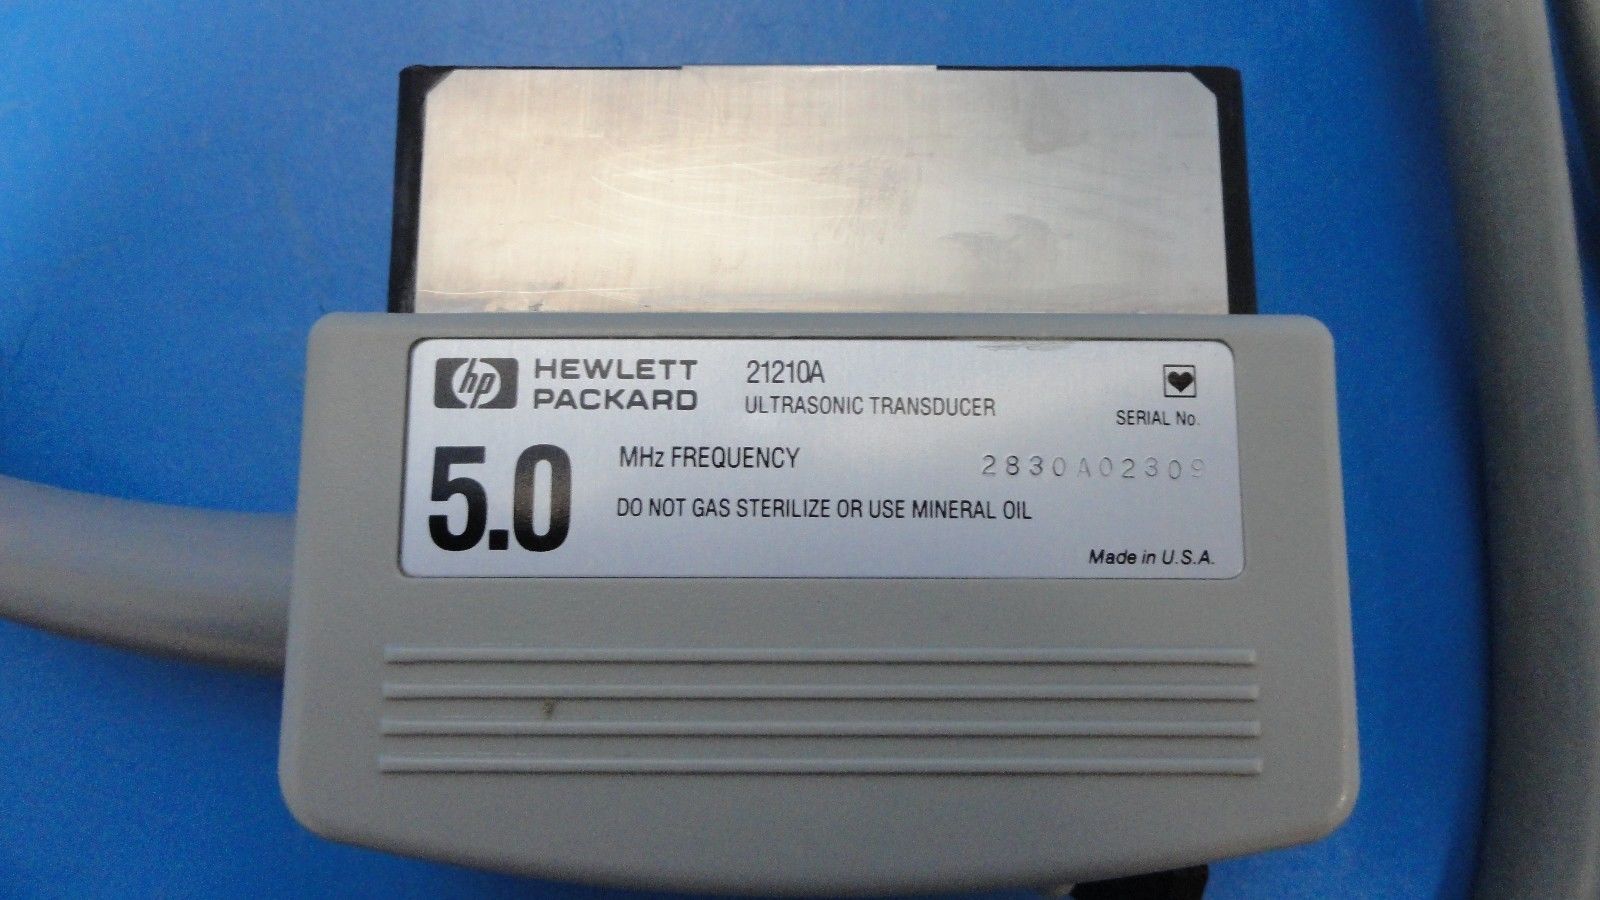 hp HEWLETT PACKARD
21210A
ULTRASONIC TRANSDUCER
SERIAL No.
5.0 MHz FREQUENCY
2830A02309
DO NOT GAS STERILIZE OR USE MINERAL OIL
Made in U.S.A.